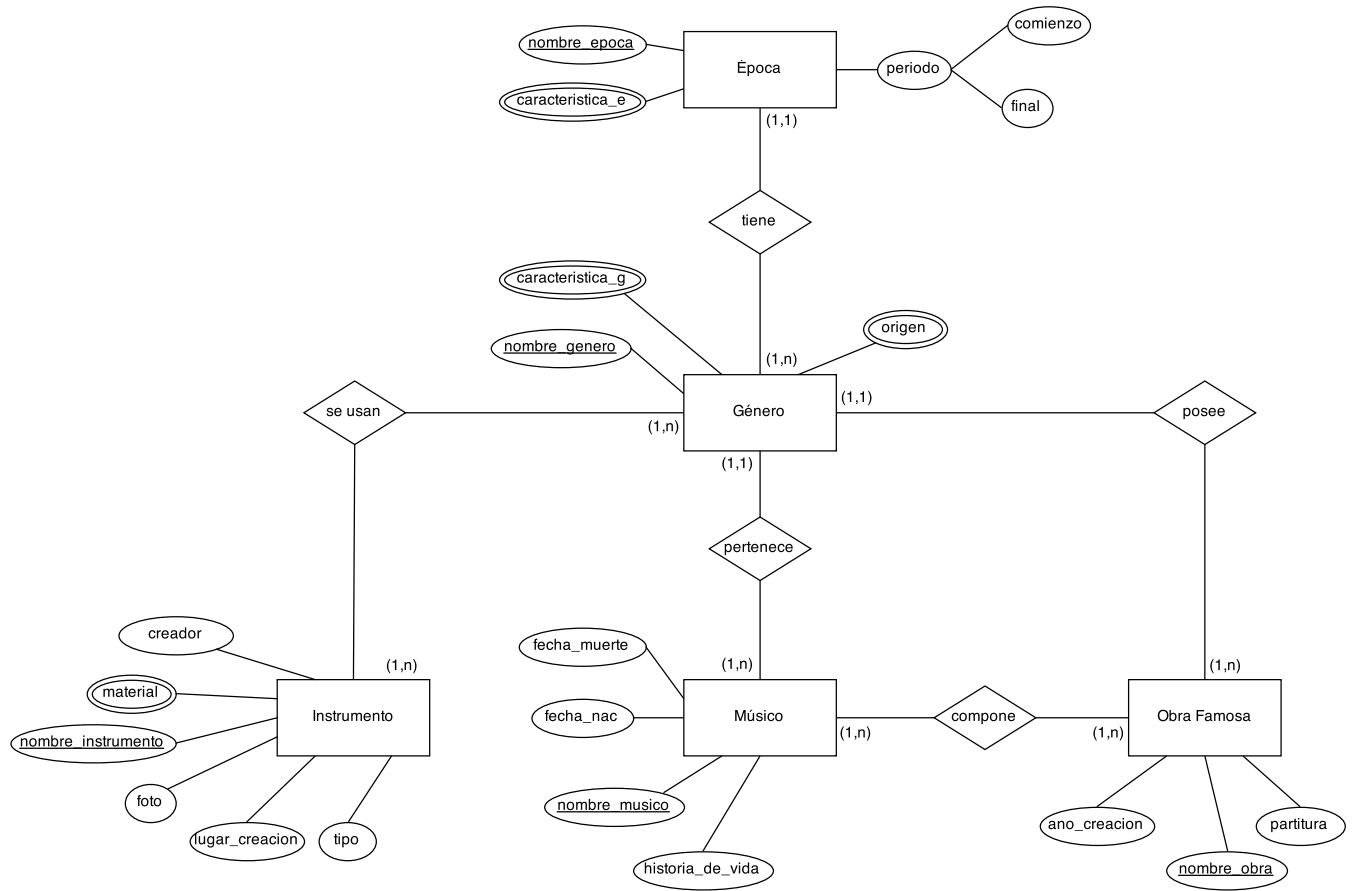 comienzo
nombre_epoca
Época
periodo
caracteristica_e
final
(1,1)
tiene
caracteristica_g
origen
nombre_genero
(1,n)
(1,1)
se usan
Género
posee
(1,n)
(1,1)
pertenece
creador
fecha_muerte
(1,n)
(1,n)
(1,n)
material
Instrumento
fecha_nac
Músico
compone
Obra Famosa
(1,n)
(1,n)
nombre_instrumento
foto
nombre_musico
ano_creacion
partitura
lugar_creacion
tipo
historia_de_vida
nombre_obra